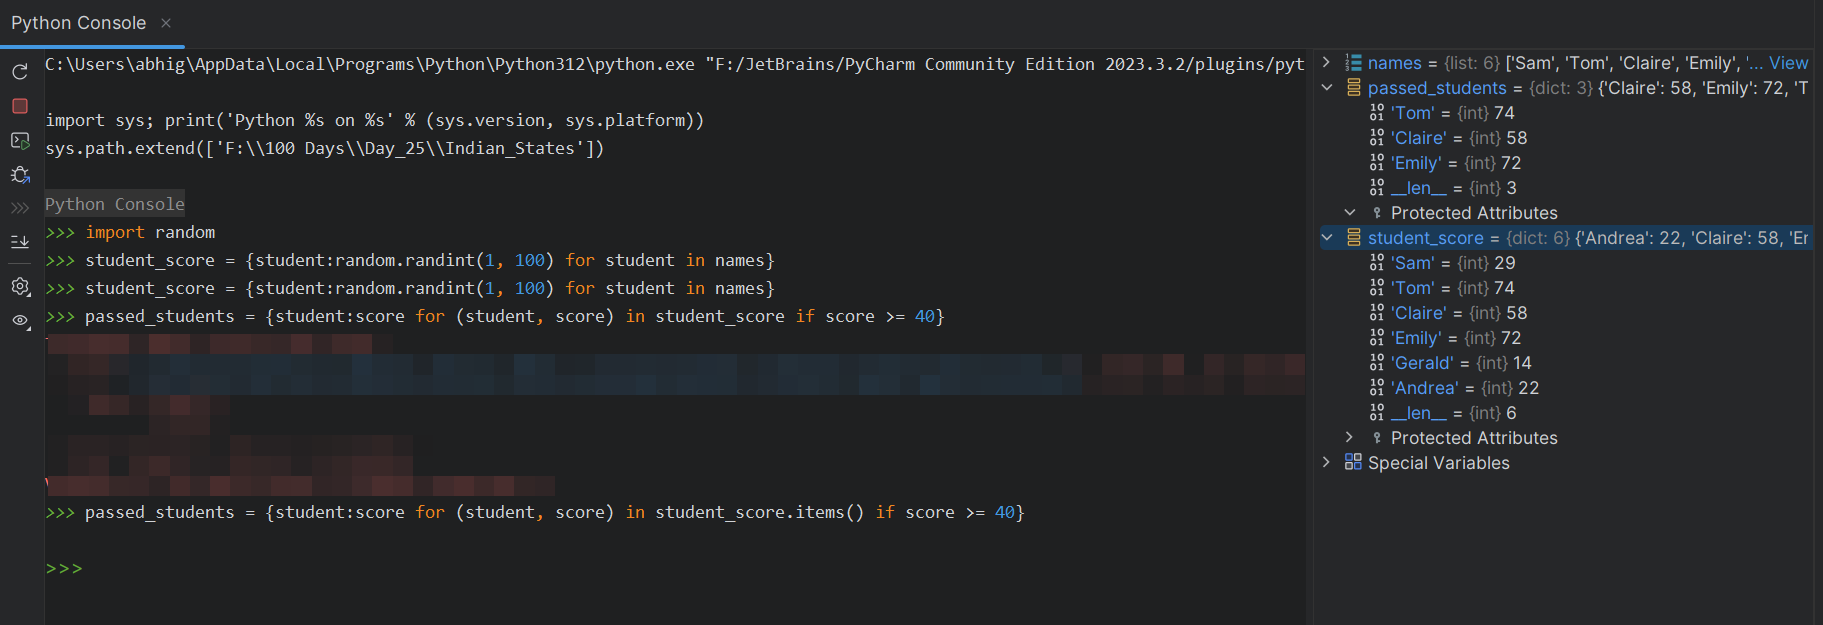 Python Console ×
C:\Users\abhig\AppData\Local\Programs\Python\Python312\python.exe "F:/JetBrains/PyCharm Community Edition 2023.3.2/plugins/pyt
import sys; print('Python %s on %s' % (sys.version, sys.platform))
sys.path.extend(['F:\\100 Days\\Day_25\\Indian_States'])
Python Console
>>> import random
>>> student_score = {student:random.randint(1, 100) for student in names}
>>> student_score = {student:random.randint(1, 100) for student in names}
>>> passed_students = {student:score for (student, score) in student_score if score >= 40}
>>> passed_students = {student:score for (student, score) in student_score.items() if score >= 40}
>>>
names = {list: 6} ['Sam', 'Tom', 'Claire', 'Emily', '... View
passed_students = {dict: 3} {'Claire': 58, 'Emily': 72, 'T
'Tom' = {int} 74
'Claire' = {int} 58
'Emily' = {int} 72
__len__ = {int} 3
Protected Attributes
student_score = {dict: 6} {'Andrea': 22, 'Claire': 58, 'Er
'Sam' = {int} 29
'Tom' = {int} 74
'Claire' = {int} 58
'Emily' = {int} 72
'Gerald' = {int} 14
'Andrea' = {int} 22
__len__ = {int} 6
Protected Attributes
Special Variables